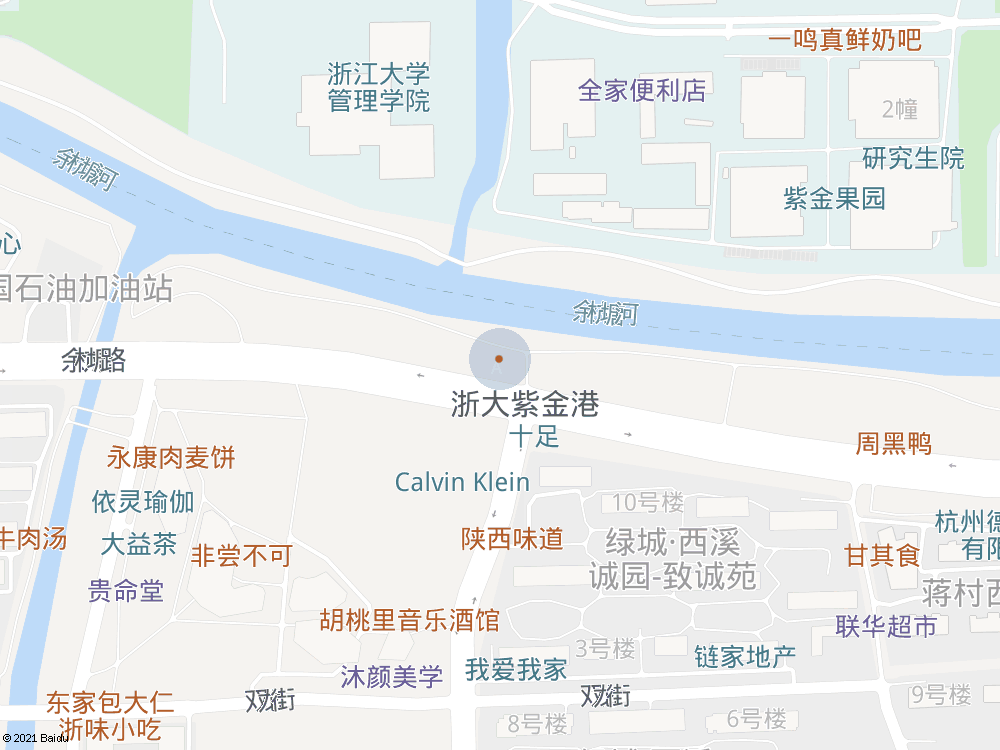 一鸣真鲜奶吧
浙江大学
管理学院
全家便利店
2幢
研究生院
紫金果园
余杭塘河
心
国石油加油站
余杭塘河
余杭塘路
浙大紫金港
十足
周黑鸭
永康肉麦饼
Calvin Klein
依灵瑜伽
10号楼
杭州德
有限
牛肉汤
大益茶
非尝不可
陕西味道
绿城·西溪
诚园-致诚苑
甘其食
贵命堂
蒋村西
胡桃里音乐酒馆
联华超市
3号楼
链家地产
沐颜美学
我爱我家
东家包大仁
浙味小吃
双龙街
双龙街
9号楼
8号楼
6号楼
© 2021 Baidu